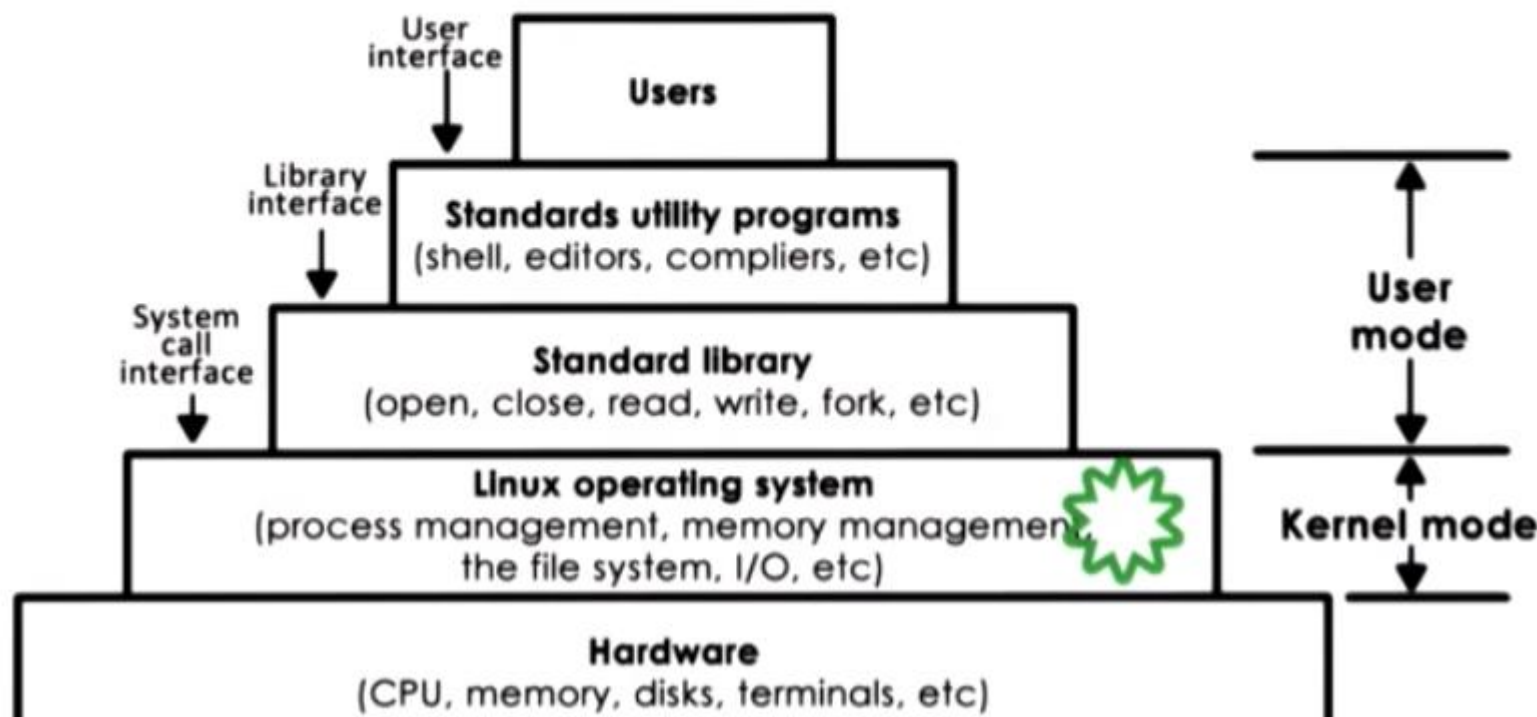 User
interface
Users
Library
interface
Standards utility programs
(shell, editors, compliers, etc)
User
mode
System
call
interface
Standard library
(open, close, read, write, fork, etc)
Linux operating system
(process management, memory management,
the file system, I/O, etc)
Kernel mode
Hardware
(CPU, memory, disks, terminals, etc)